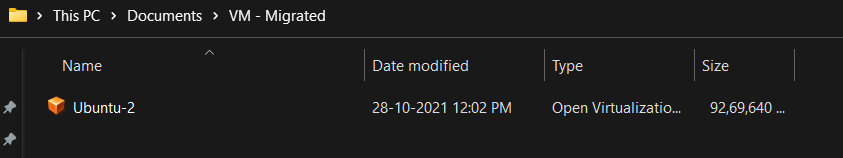 This PC > Documents > VM - Migrated
Name Date modified Type Size
Ubuntu-2 28-10-2021 12:02 PM Open Virtualizatio... 92,69,640 ...